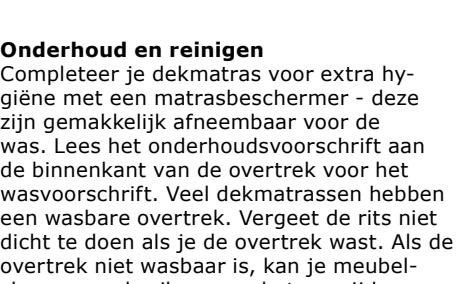 Onderhoud en reinigen
Completeer je dekmatras voor extra hy-
giëne met een matrasbeschermer - deze
zijn gemakkelijk afneembaar voor de
was. Lees het onderhoudsvoorschrift aan
de binnenkant van de overtrek voor het
wasvoorschrift. Veel dekmatrassen hebben
een wasbare overtrek. Vergeet de rits niet
dicht te doen als je de overtrek wast. Als de
overtrek niet wasbaar is, kan je meubel-